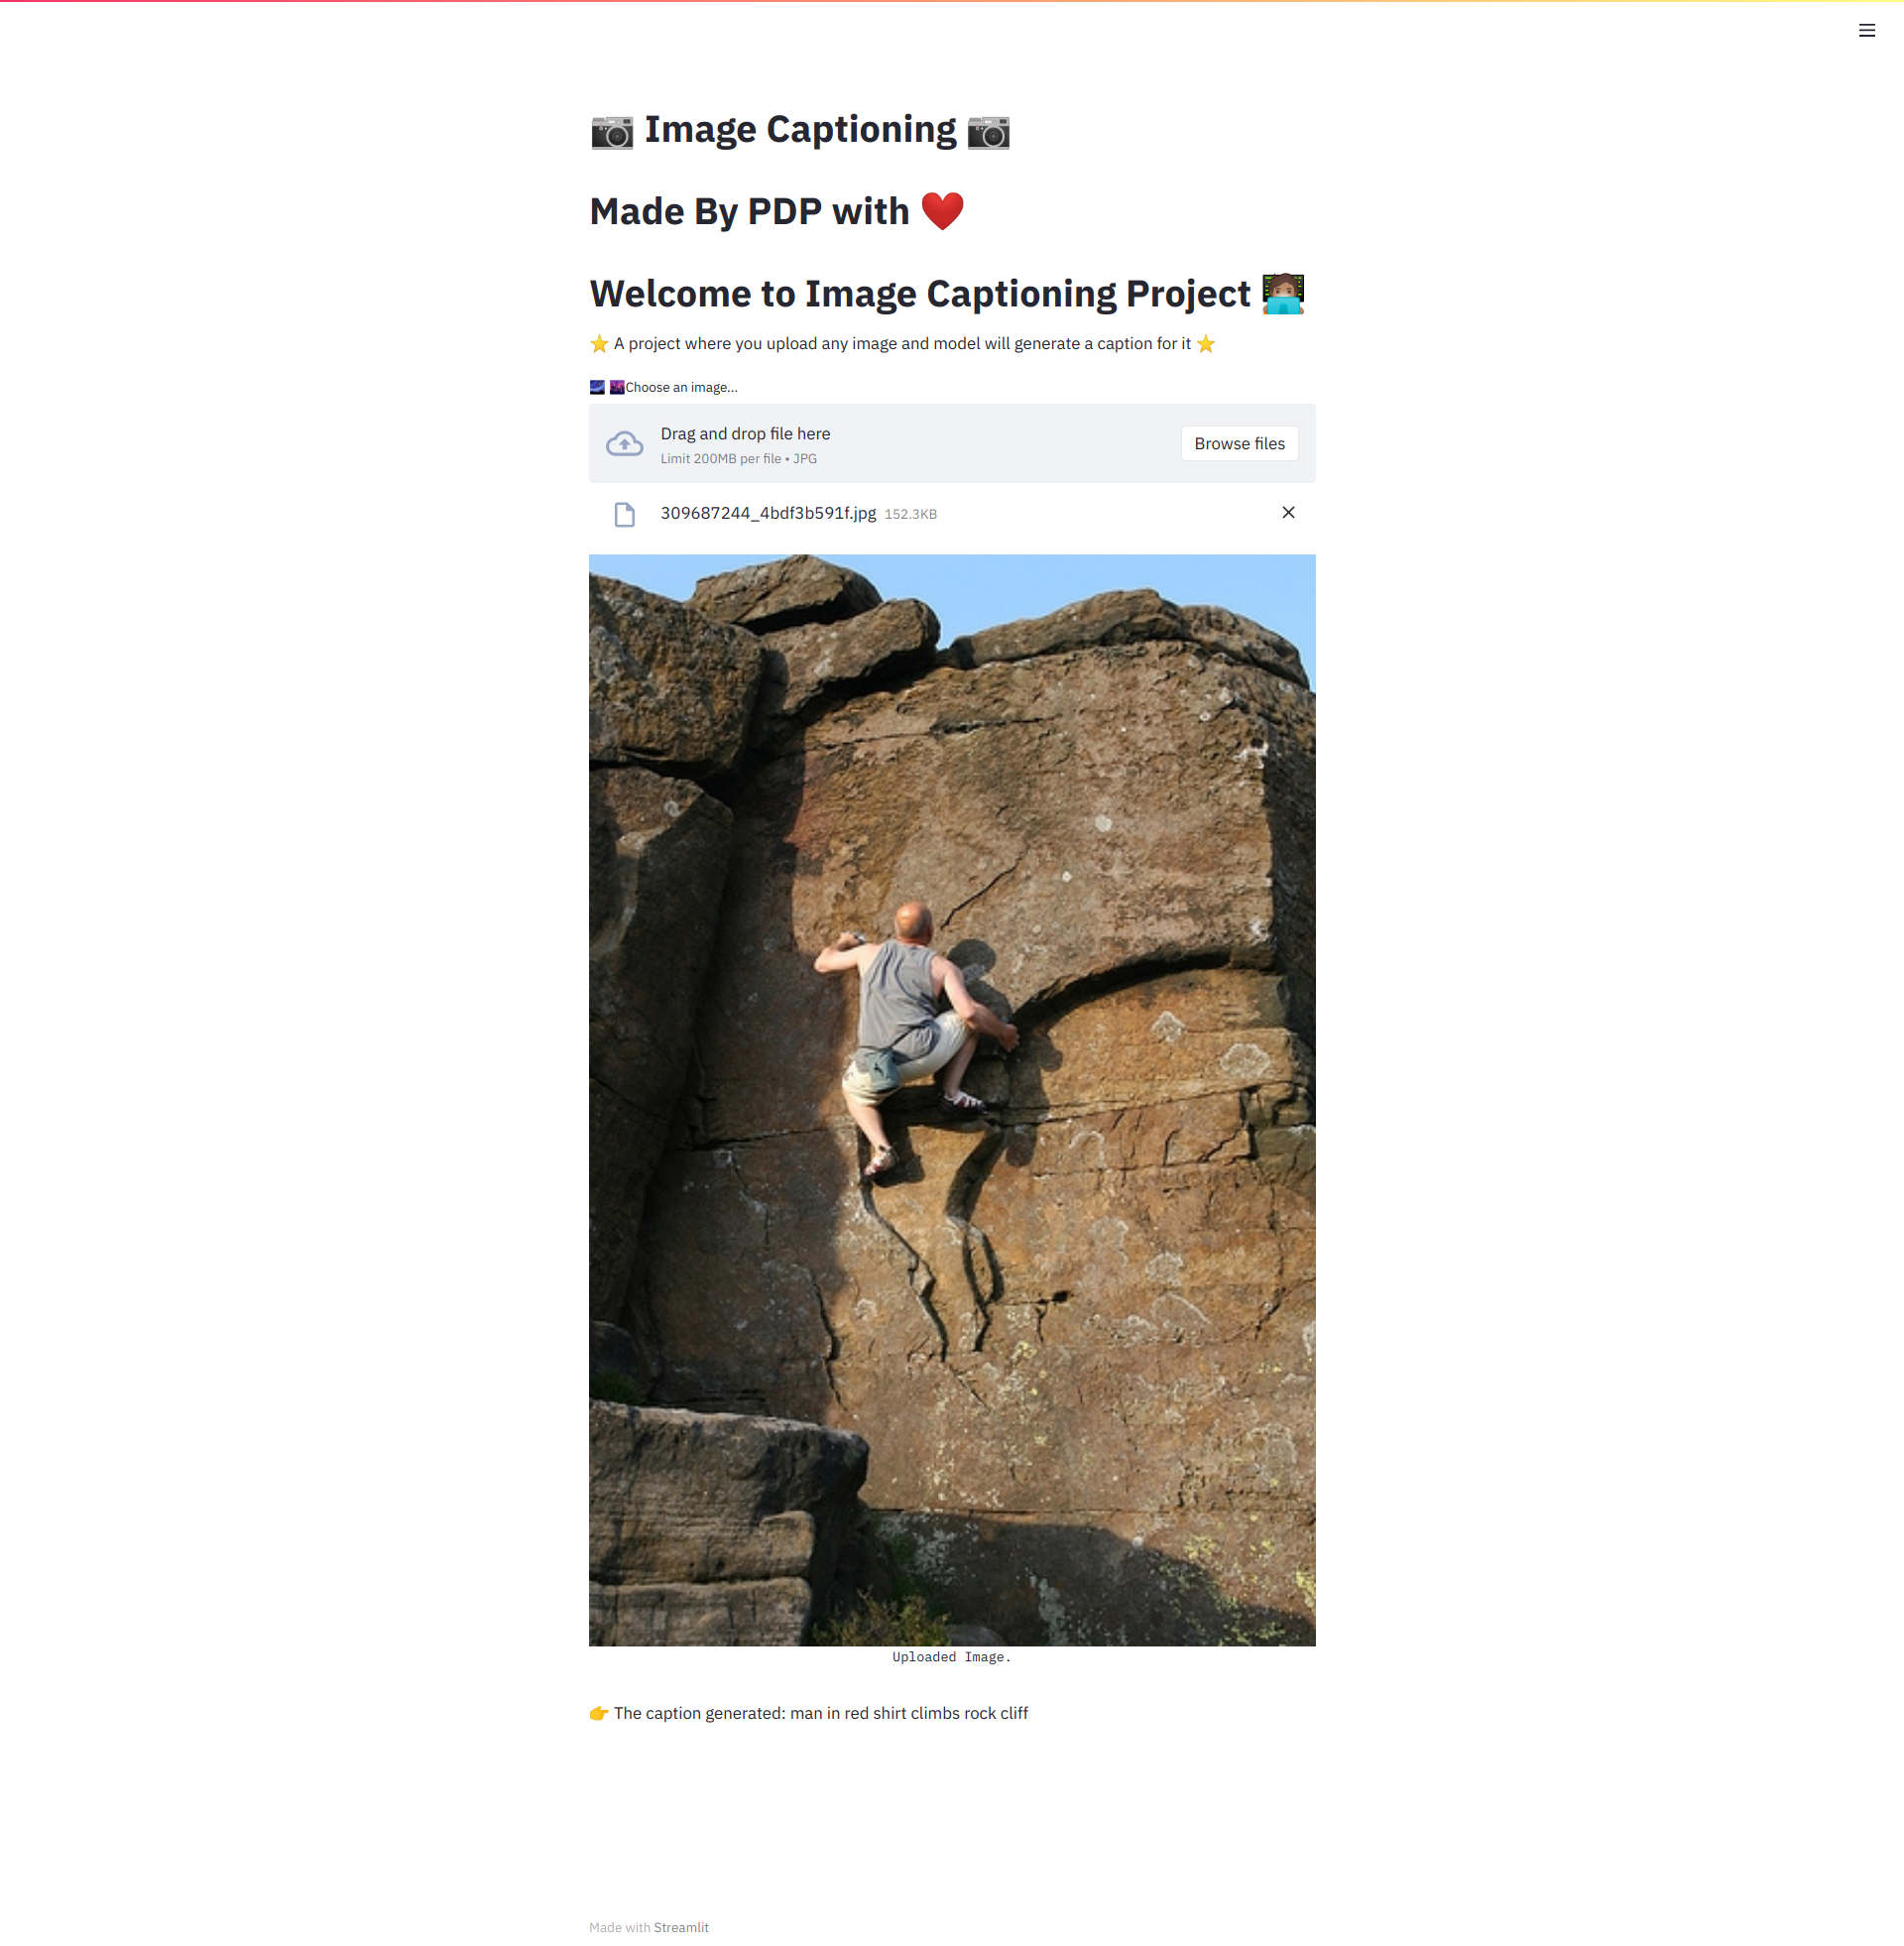 📷 Image Captioning 📷
Made By PDP with ❤️
Welcome to Image Captioning Project 👩🏽‍💻
⭐ A project where you upload any image and model will generate a caption for it ⭐
🌌 🌆Choose an image...
Drag and drop file here
Limit 200MB per file • JPG
Browse files
309687244_4bdf3b591f.jpg 152.3KB
Uploaded Image.
👉 The caption generated: man in red shirt climbs rock cliff
Made with Streamlit